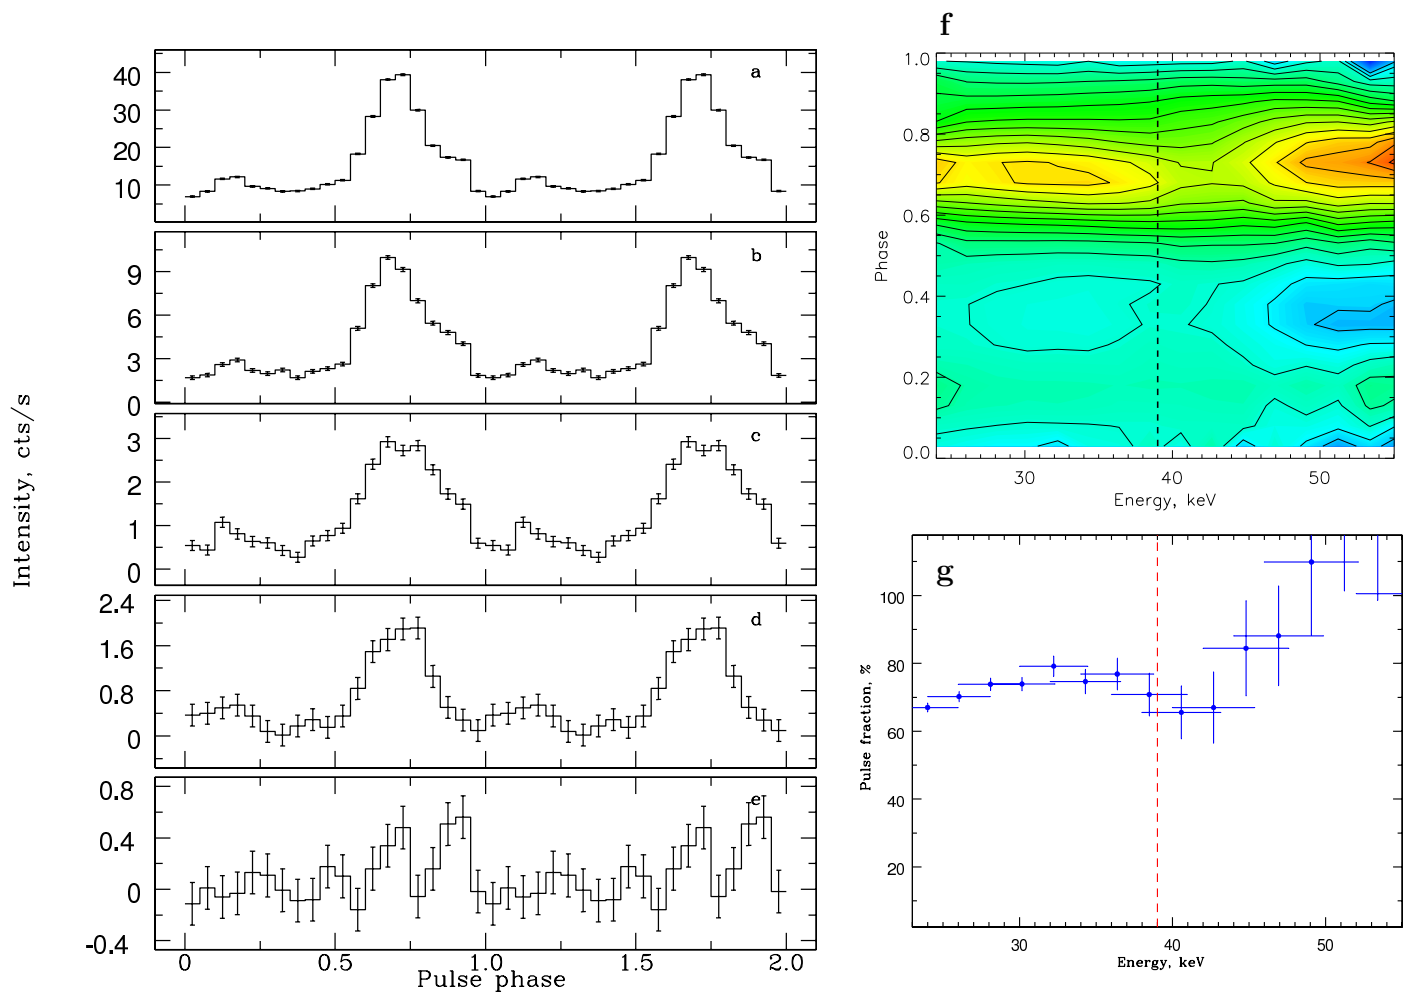 Intensity, cts/s
a
40
30
20
10
b
9
6
3
0
c
3
2
1
0
d
2.4
1.6
0.8
0
e
0.8
0.4
0
-0.4
0 0.5 1.0 1.5 2.0
Pulse phase
f
1.0
0.8
0.6
0.4
0.2
0.0
Phase
30 40 50
Energy, keV
g
100
80
60
40
20
Pulse fraction, %
30 40 50
Energy, keV